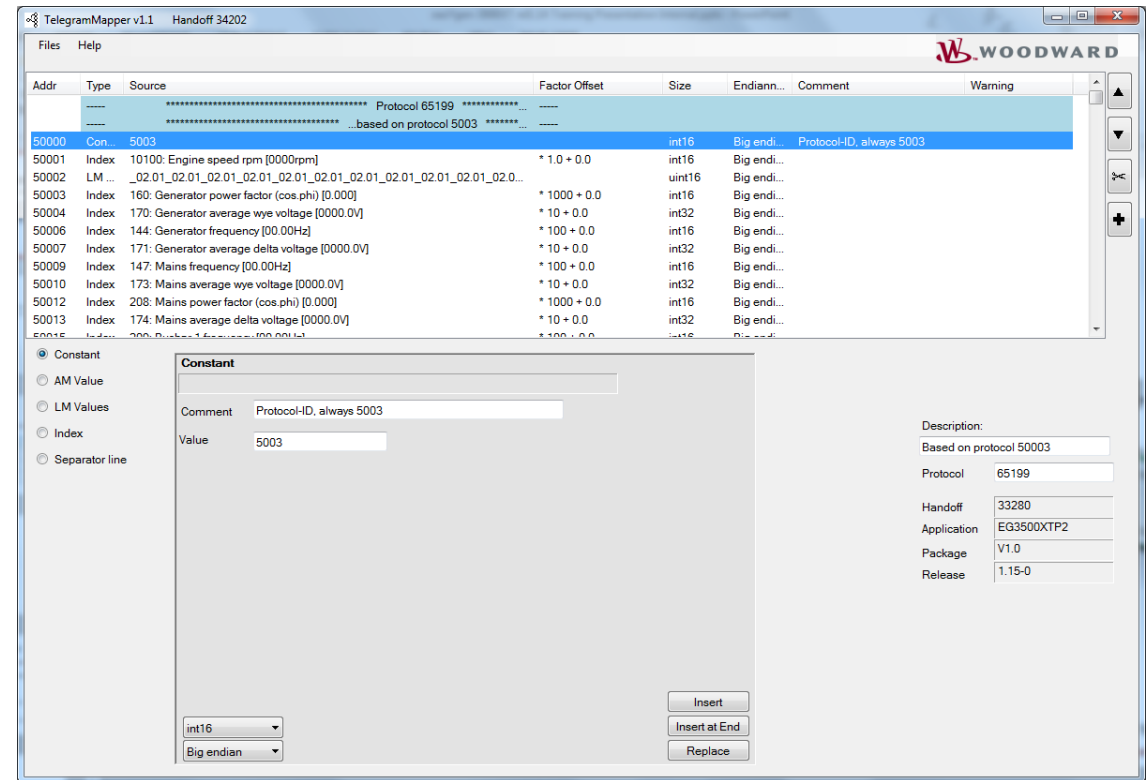 TelegramMapper v1.1 Handoff 34202
Files Help
WOODWARD
Addr Type Source Factor Offset Size Endiann... Comment Warning
----- ****************************************** Protocol 65199 ************... -----
----- ************************************ ...based on protocol 5003 *******... -----
50000 Con... 5003 int16 Big endi... Protocol-ID, always 5003
50001 Index 10100: Engine speed rpm [0000rpm] * 1.0 + 0.0 int16 Big endi...
50002 LM ... _02.01_02.01_02.01_02.01_02.01_02.01_02.01_02.01_02.01_02.01_02.0... uint16 Big endi...
50003 Index 160: Generator power factor (cos.phi) [0.000] * 1000 + 0.0 int16 Big endi...
50004 Index 170: Generator average wye voltage [0000.0V] * 10 + 0.0 int32 Big endi...
50006 Index 144: Generator frequency [00.00Hz] * 100 + 0.0 int16 Big endi...
50007 Index 171: Generator average delta voltage [0000.0V] * 10 + 0.0 int32 Big endi...
50009 Index 147: Mains frequency [00.00Hz] * 100 + 0.0 int16 Big endi...
50010 Index 173: Mains average wye voltage [0000.0V] * 10 + 0.0 int32 Big endi...
50012 Index 208: Mains power factor (cos.phi) [0.000] * 1000 + 0.0 int16 Big endi...
50013 Index 174: Mains average delta voltage [0000.0V] * 10 + 0.0 int32 Big endi...
Constant
AM Value
LM Values
Index
Separator line
Constant
Comment Protocol-ID, always 5003
Value 5003
int16
Big endian
Insert
Insert at End
Replace
Description:
Based on protocol 50003
Protocol 65199
Handoff 33280
Application EG3500XTP2
Package V1.0
Release 1.15-0